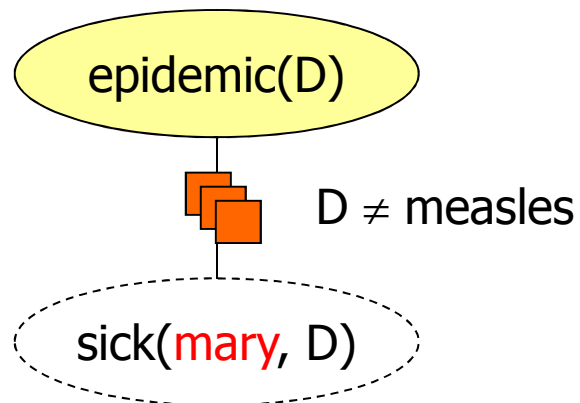 epidemic(D)
D ≠ measles
sick(mary, D)